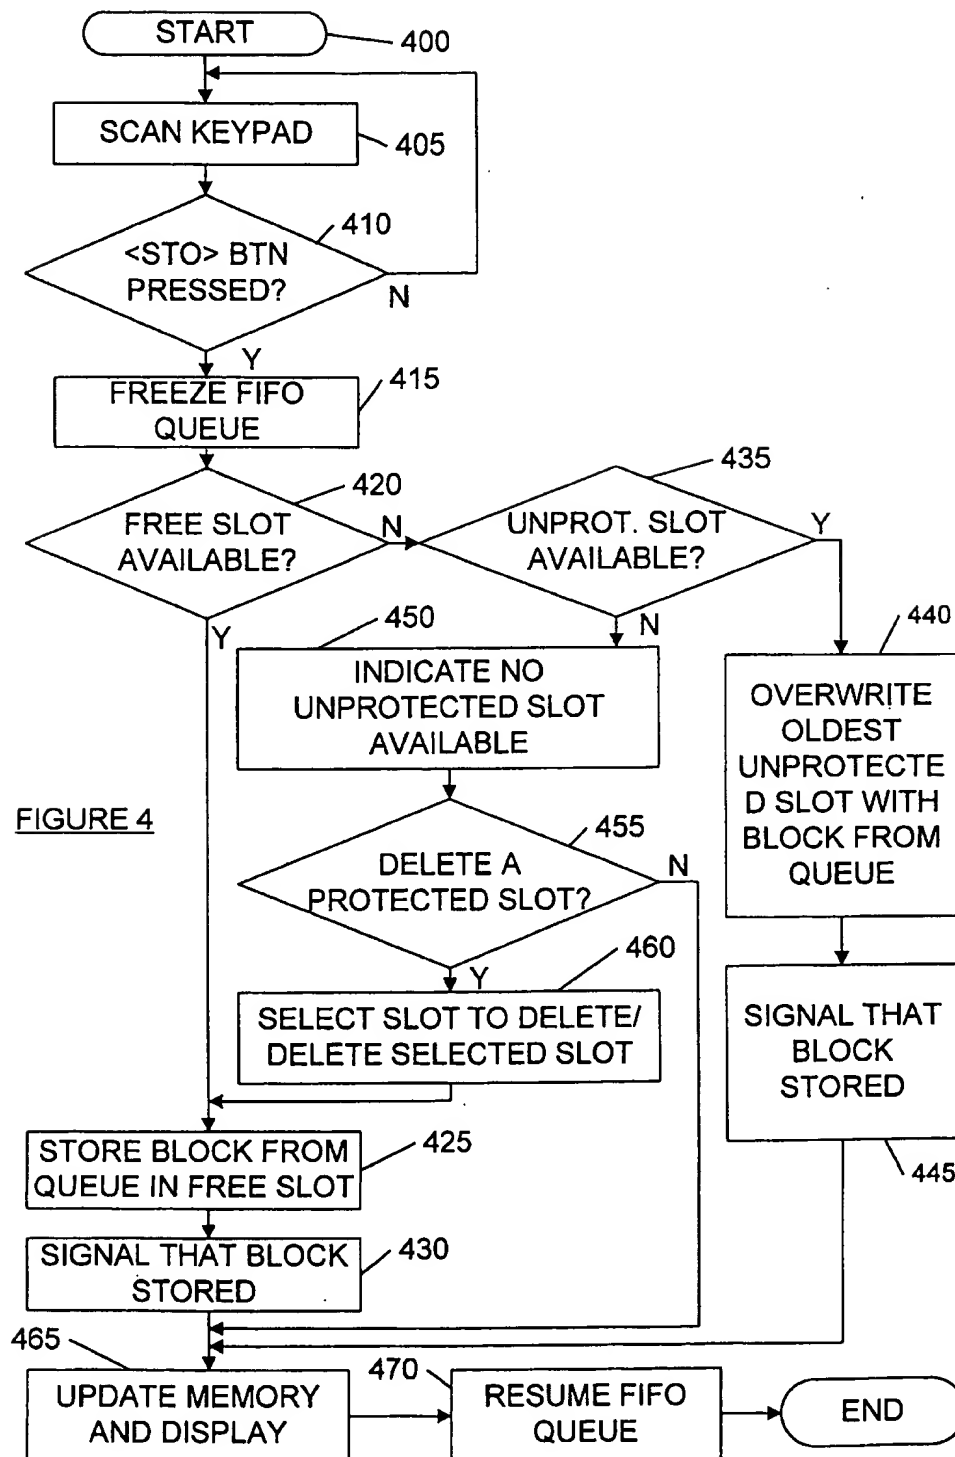 START
400
SCAN KEYPAD
405
410
<STO> BTN
PRESSED?
N
Y
FREEZE FIFO
QUEUE
415
420
FREE SLOT
AVAILABLE?
N
Y
435
UNPROT. SLOT
AVAILABLE?
Y
N
450
INDICATE NO
UNPROTECTED SLOT
AVAILABLE
440
OVERWRITE
OLDEST
UNPROTECTE
D SLOT WITH
BLOCK FROM
QUEUE
FIGURE 4
455
DELETE A
PROTECTED SLOT?
N
Y
460
SELECT SLOT TO DELETE/
DELETE SELECTED SLOT
SIGNAL THAT
BLOCK
STORED
445
STORE BLOCK FROM
QUEUE IN FREE SLOT
425
SIGNAL THAT BLOCK
STORED
430
465
UPDATE MEMORY
AND DISPLAY
470
RESUME FIFO
QUEUE
END